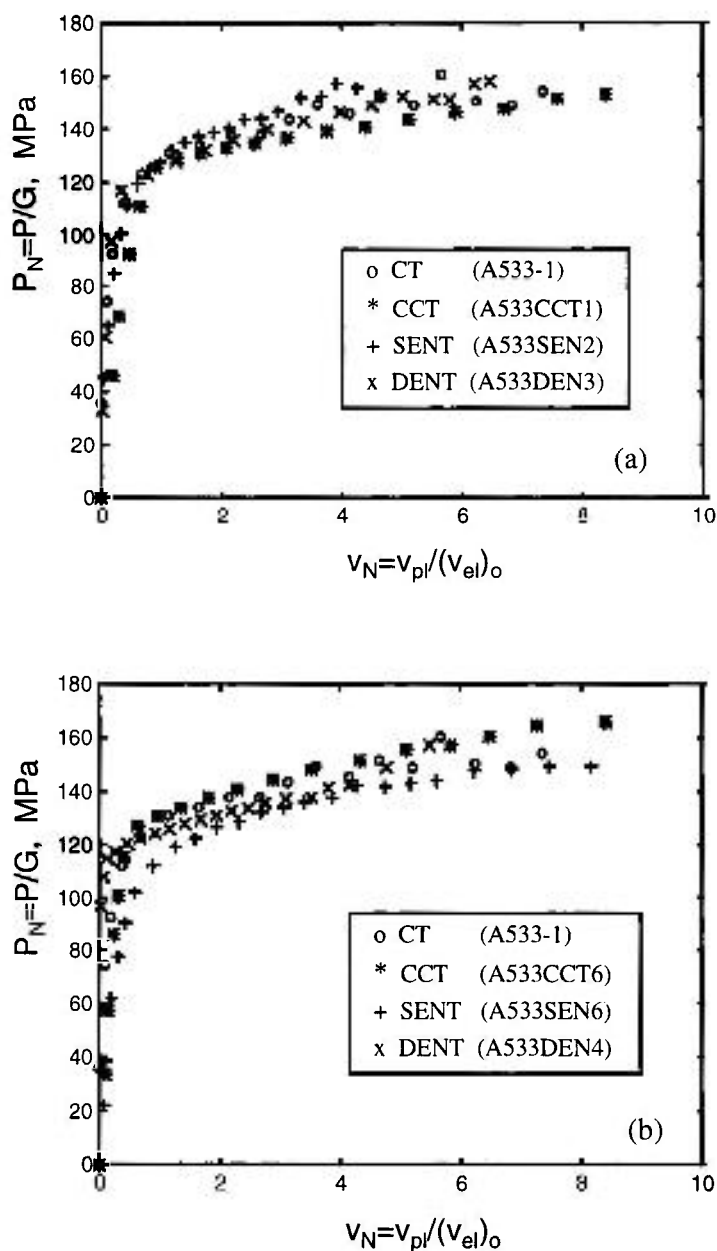 180
160
140
120
100
80
60
40
20
0
P_N=P/G, MPa
o CT (A533-1)
* CCT (A533CCT1)
+ SENT (A533SEN2)
x DENT (A533DEN3)
(a)
0 2 4 6 8 10
v_N=v_pl/(v_el)_o
180
160
140
120
100
80
60
40
20
0
P_N=P/G, MPa
o CT (A533-1)
* CCT (A533CCT6)
+ SENT (A533SEN6)
x DENT (A533DEN4)
(b)
0 2 4 6 8 10
v_N=v_pl/(v_el)_o